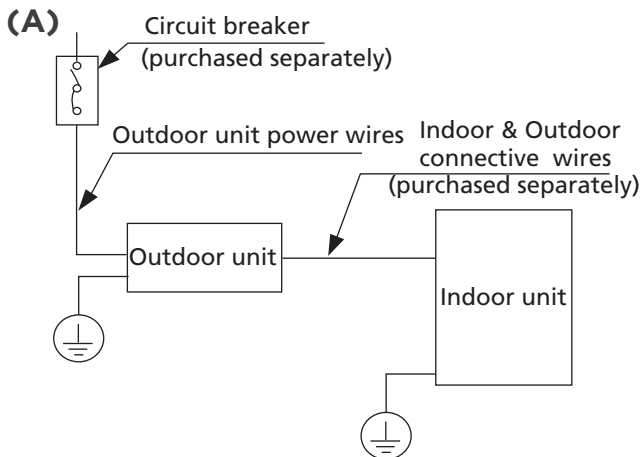 (A)
Circuit breaker
(purchased separately)
Outdoor unit power wires
Indoor & Outdoor
connective wires
(purchased separately)
Outdoor unit
Indoor unit